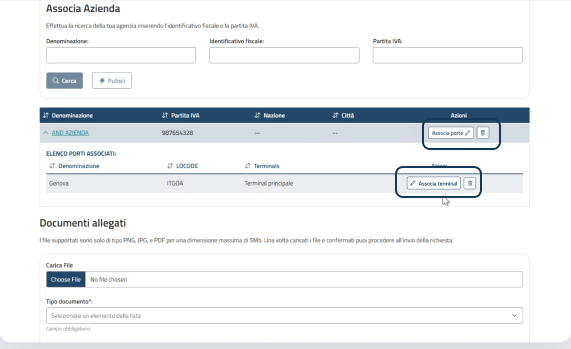 Associa Azienda
Effettua la ricerca della tua agenzia inserendo l'identificativo fiscale e la partita IVA.
Denominazione: Identificativo fiscale: Partita IVA:
Cerca Pulisci
Denominazione Partita IVA Nazione Città Azioni
AND AZIENDA 987654328 -- -- Associa porto
ELENCO PORTI ASSOCIATI:
Denominazione LOCODE Terminals Azioni
Genova ITGOA Terminal principale Associa terminal
Documenti allegati
I file supportati sono solo di tipo PNG, JPG, e PDF per una dimensione massima di 5Mb. Una volta caricati i file e confermati puoi procedere all'invio della richiesta.
Carica File
Choose File No file chosen
Tipo documento*:
Selezionare un elemento della lista
Campo obbligatorio